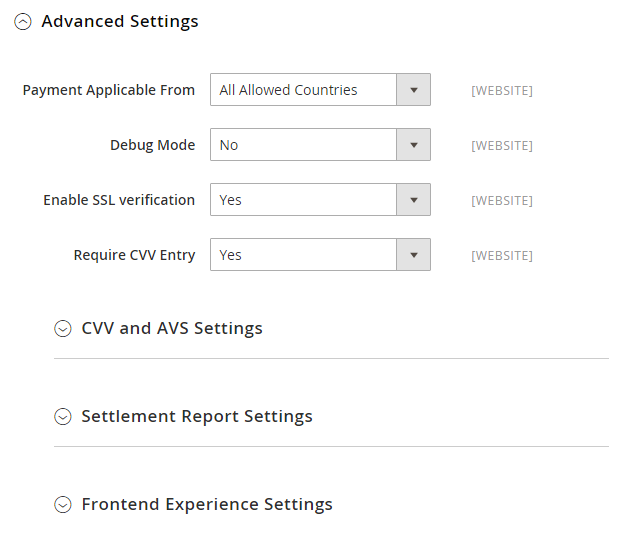 Advanced Settings
Payment Applicable From All Allowed Countries [WEBSITE]
Debug Mode No [WEBSITE]
Enable SSL verification Yes [WEBSITE]
Require CVV Entry Yes [WEBSITE]
CVV and AVS Settings
Settlement Report Settings
Frontend Experience Settings